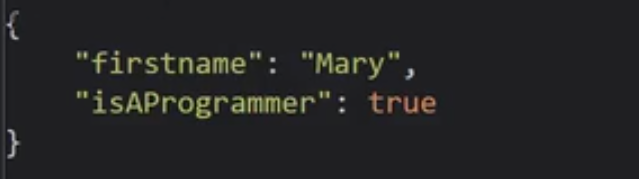 {
    "firstname": "Mary",
    "isAProgrammer": true
}